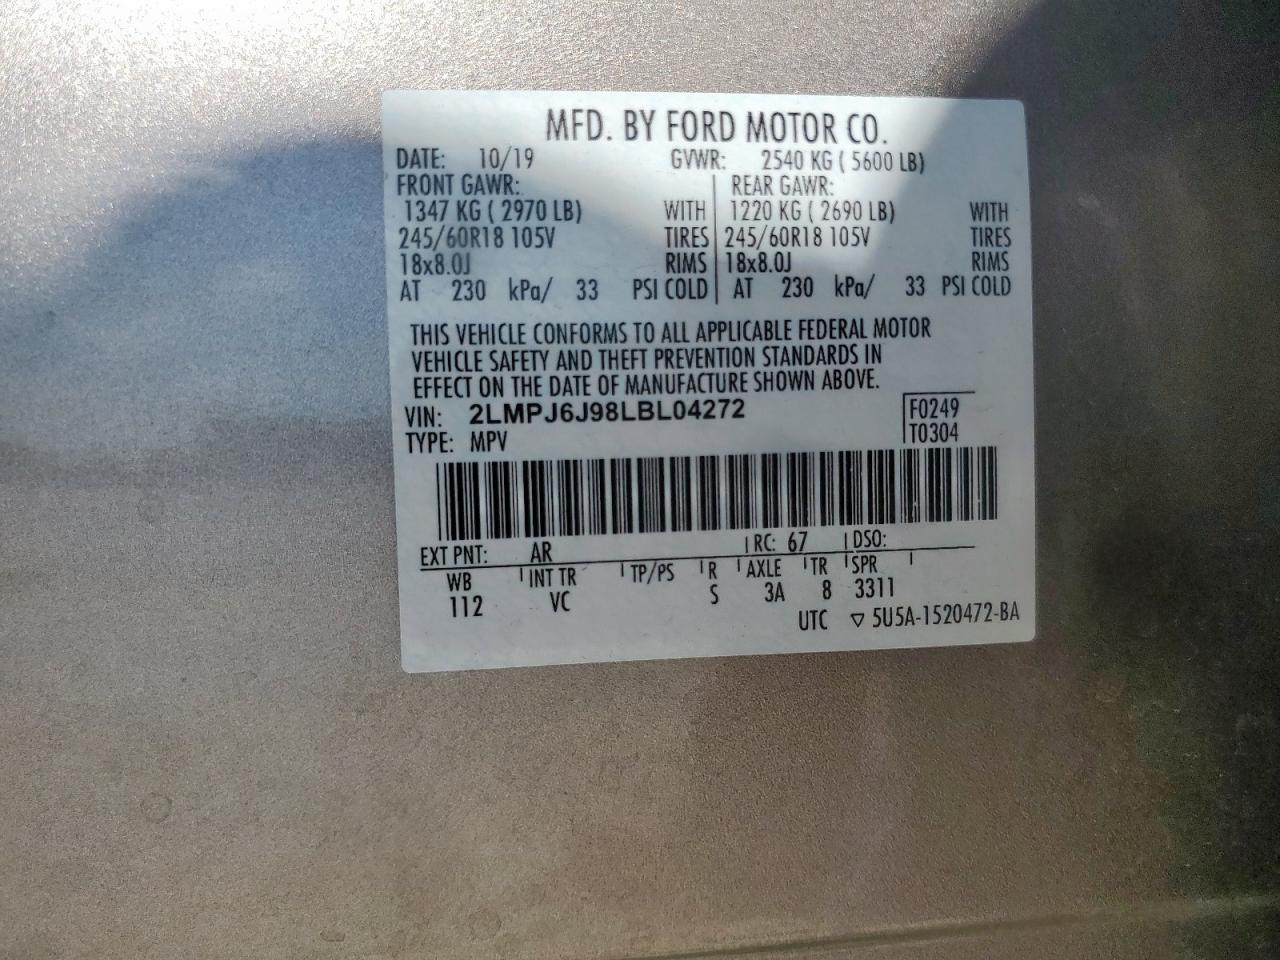 MFD. BY FORD MOTOR CO.
DATE: 10/19 GVWR: 2540 KG ( 5600 LB)
FRONT GAWR: REAR GAWR:
1347 KG ( 2970 LB) WITH 1220 KG ( 2690 LB) WITH
245/60R18 105V TIRES 245/60R18 105V TIRES
18x8.0J RIMS 18x8.0J RIMS
AT 230 kPa/ 33 PSI COLD AT 230 kPa/ 33 PSI COLD
THIS VEHICLE CONFORMS TO ALL APPLICABLE FEDERAL MOTOR
VEHICLE SAFETY AND THEFT PREVENTION STANDARDS IN
EFFECT ON THE DATE OF MANUFACTURE SHOWN ABOVE.
VIN: 2LMPJ6J98LBL04272 F0249
TYPE: MPV T0304
EXT PNT: AR RC: 67 DSO:
WB INT TR TP/PS R AXLE TR SPR
112 VC S 3A 8 3311
UTC ▽ 5U5A-1520472-BA